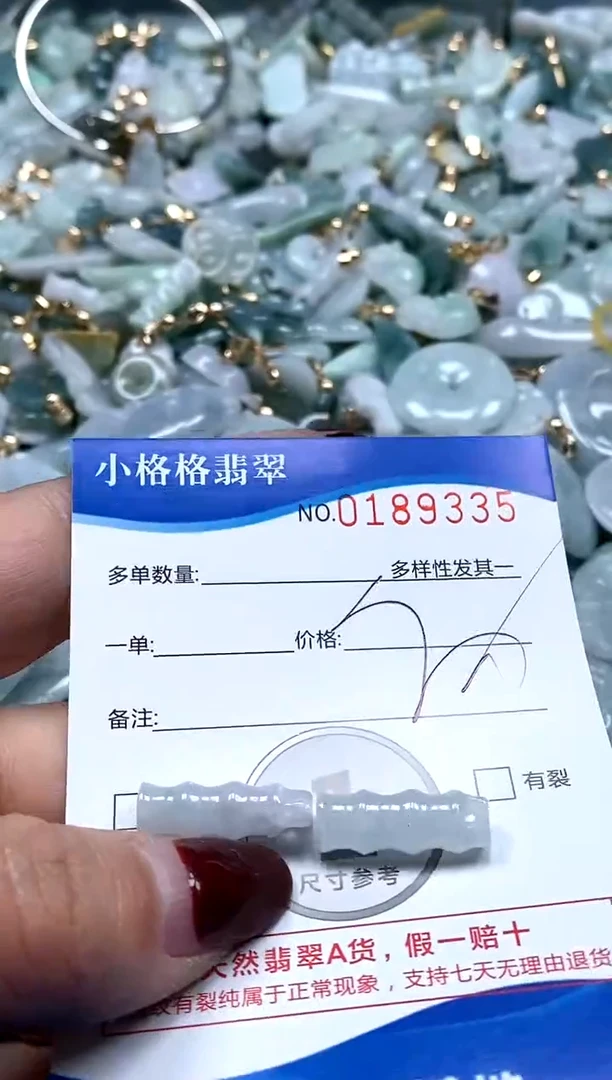 小格格翡翠
NO.0189335
多单数量: 多样性发其一
一单: 价格:
备注:
有裂
尺寸参考
然翡翠A货，假一赔十
有裂纯属于正常现象，支持七天无理由退货